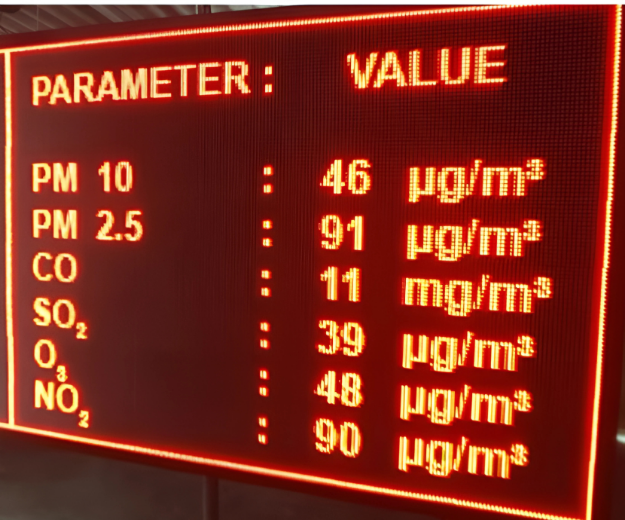 PARAMETER : VALUE
PM 10 : 46 µg/m³
PM 2.5 : 91 µg/m³
CO : 11 mg/m³
SO₂ : 39 µg/m³
O₃ : 48 µg/m³
NO₂ : 90 µg/m³